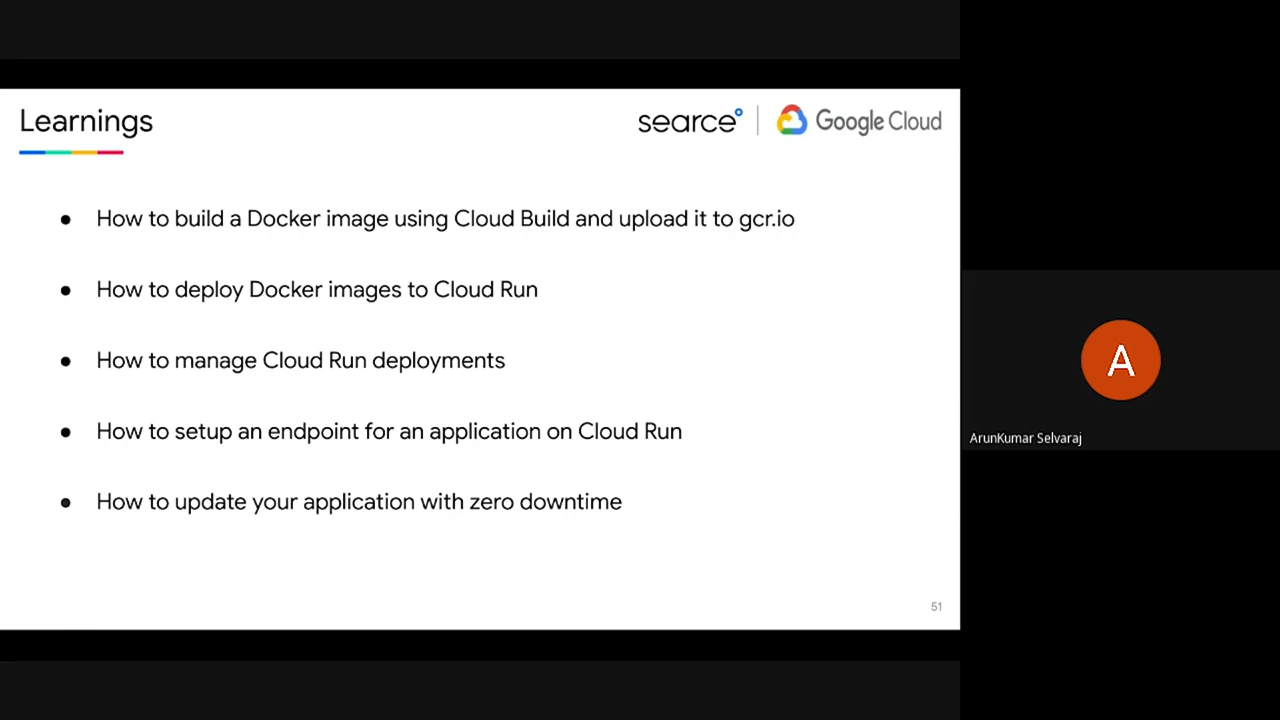 Learnings
searce
Google Cloud
● How to build a Docker image using Cloud Build and upload it to gcr.io
● How to deploy Docker images to Cloud Run
● How to manage Cloud Run deployments
● How to setup an endpoint for an application on Cloud Run
● How to update your application with zero downtime
51
A
ArunKumar Selvaraj